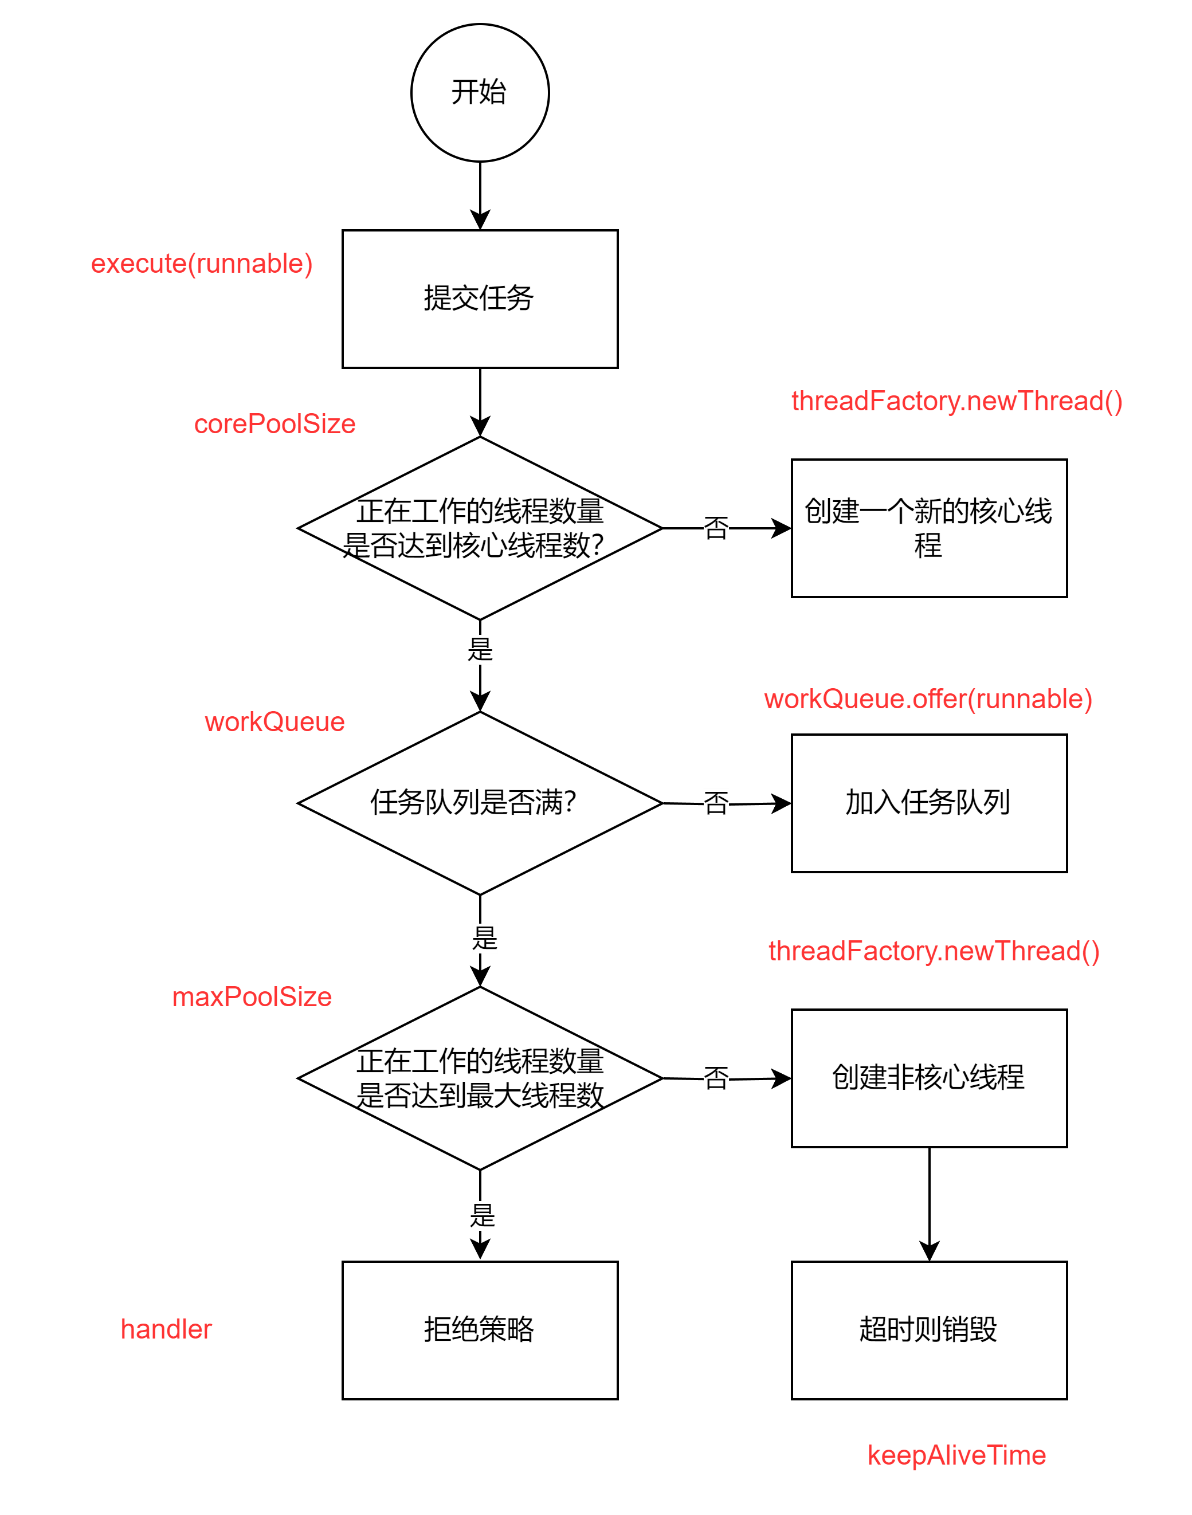 开始
execute(runnable)
提交任务
corePoolSize
threadFactory.newThread()
正在工作的线程数量
是否达到核心线程数?
否
创建一个新的核心线
程
是
workQueue
workQueue.offer(runnable)
任务队列是否满?
否
加入任务队列
是
maxPoolSize
threadFactory.newThread()
正在工作的线程数量
是否达到最大线程数
否
创建非核心线程
是
handler
拒绝策略
超时则销毁
keepAliveTime